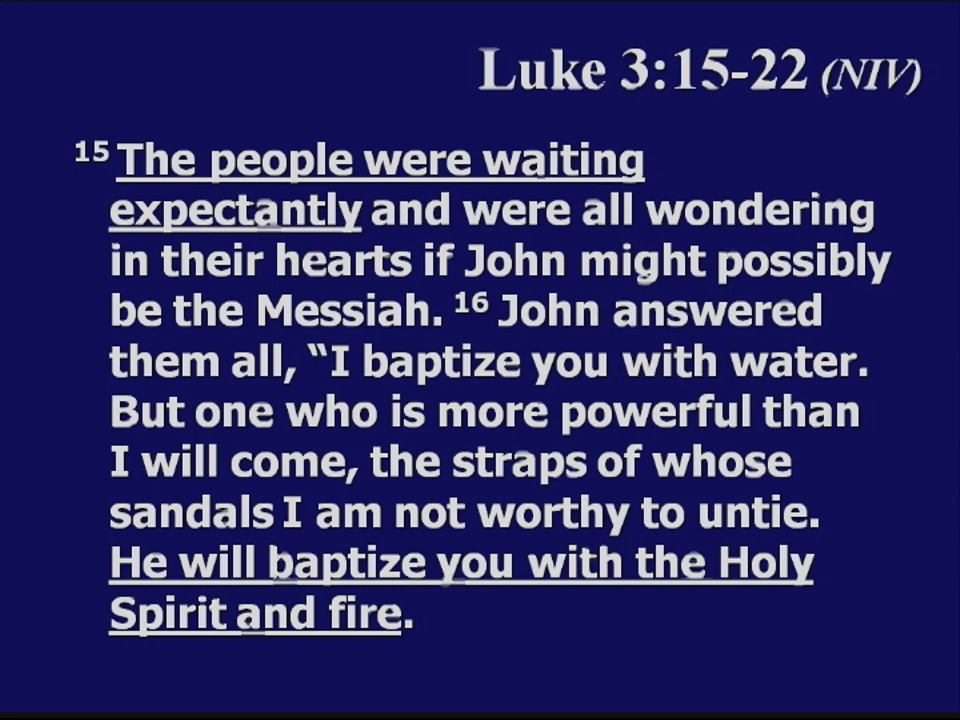 Luke 3:15-22 (NIV)
15 The people were waiting
expectantly and were all wondering
in their hearts if John might possibly
be the Messiah. 16 John answered
them all, “I baptize you with water.
But one who is more powerful than
I will come, the straps of whose
sandals I am not worthy to untie.
He will baptize you with the Holy
Spirit and fire.